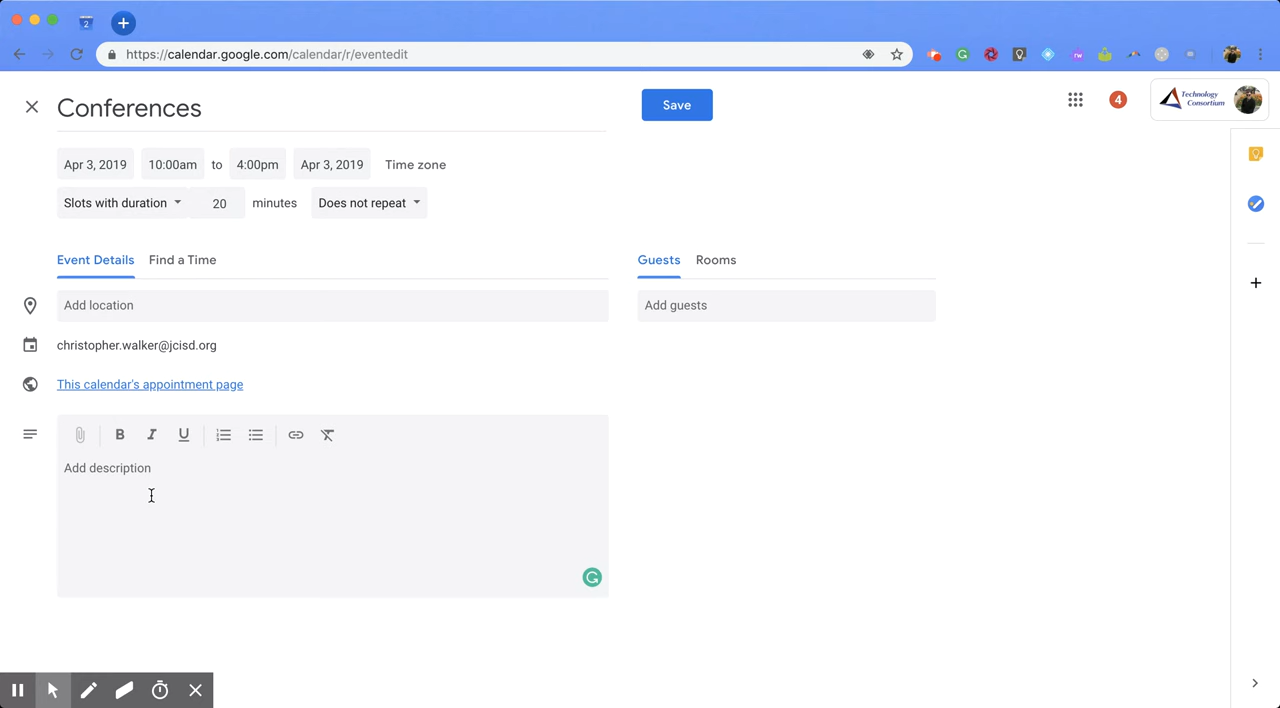 2
https://calendar.google.com/calendar/r/eventedit
rw
Conferences
Save
4
Technology
Consortium
Apr 3, 2019 10:00am to 4:00pm Apr 3, 2019 Time zone
Slots with duration 20 minutes Does not repeat
Event Details Find a Time Guests Rooms
Add location Add guests
christopher.walker@jcisd.org
This calendar's appointment page
B I U
Add description